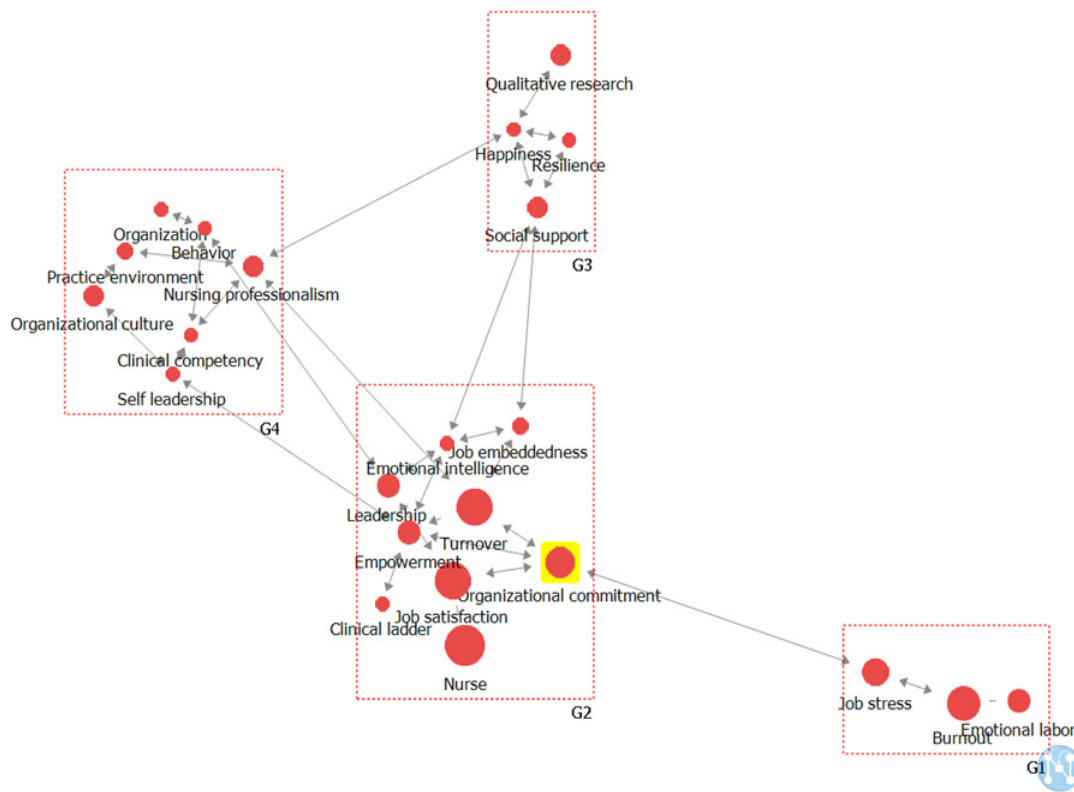 Qualitative research
Happiness
Resilience
Social support
G3
Organization
Behavior
Practice environment
Nursing professionalism
Organizational culture
Clinical competency
Self leadership
G4
Job embeddedness
Emotional intelligence
Leadership
Turnover
Empowerment
Organizational commitment
Job satisfaction
Clinical ladder
Nurse
G2
Job stress
Emotional labor
Burnout
G1